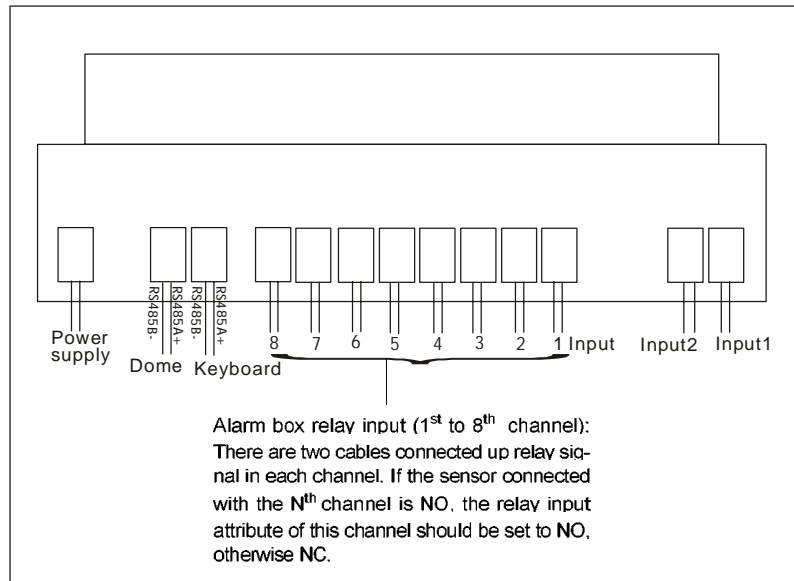 RS485B-
RS485A+
RS485B-
RS485A+
Power
supply
Dome
Keyboard
8 7 6 5 4 3 2 1 Input
Input2
Input1
Alarm box relay input (1st to 8th channel):
There are two cables connected up relay sig-
nal in each channel. If the sensor connected
with the Nth channel is NO, the relay input
attribute of this channel should be set to NO,
otherwise NC.